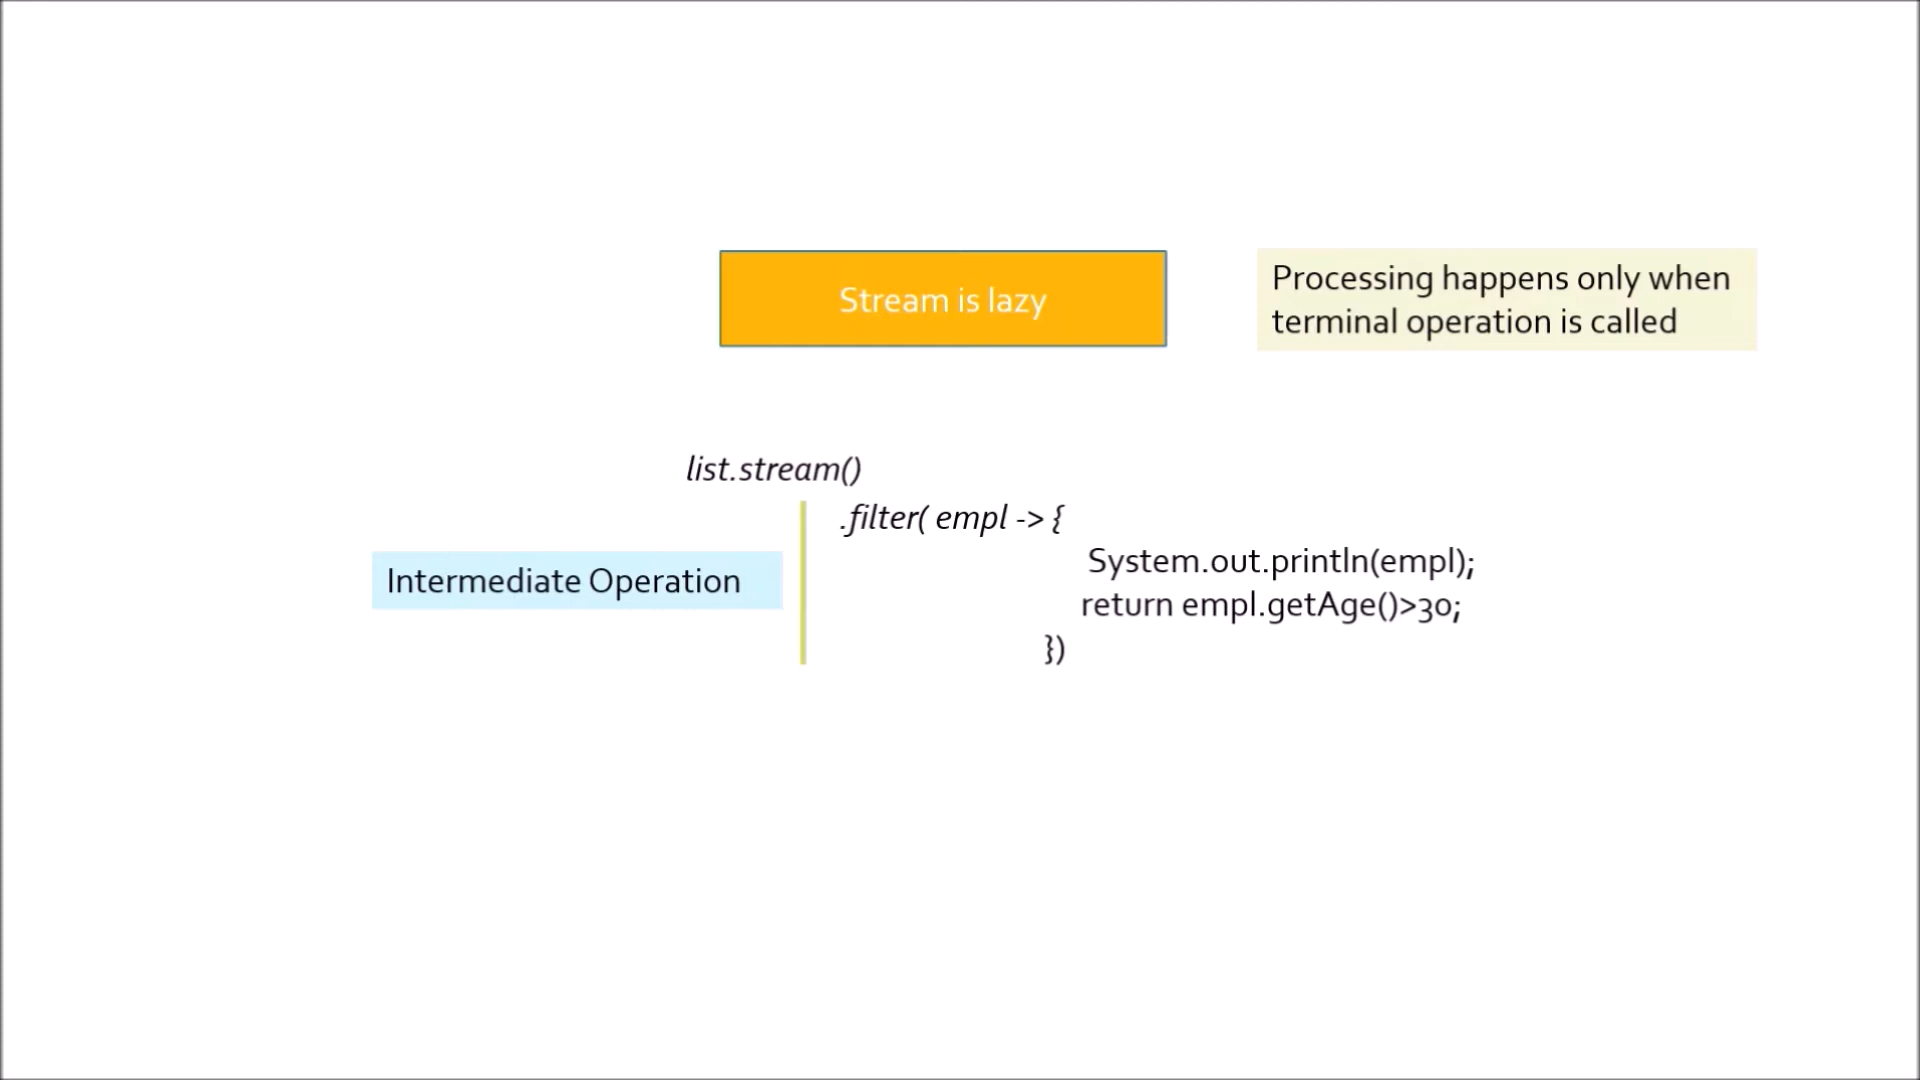 Stream is lazy
Processing happens only when
terminal operation is called
list.stream()
.filter( empl -> {
Intermediate Operation
System.out.println(empl);
return empl.getAge()>30;
})